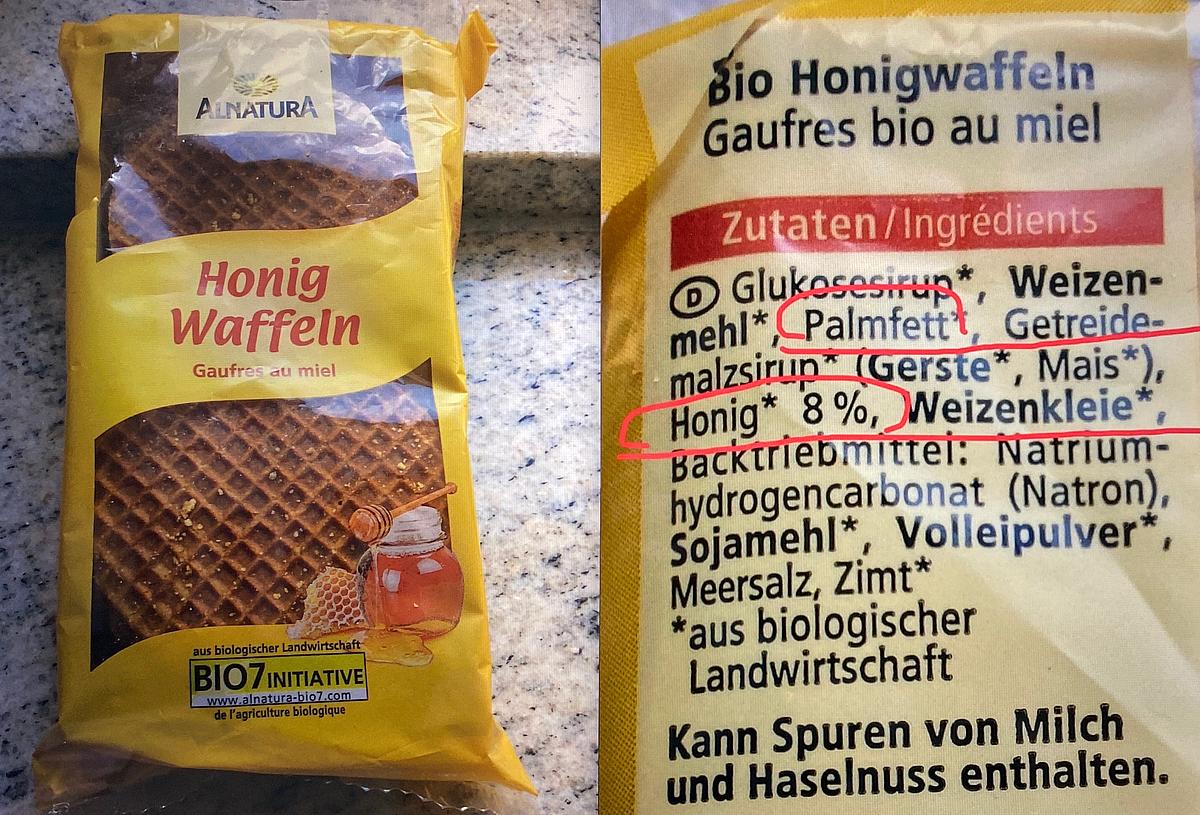 ALNATURA
Honig
Waffeln
Gaufres au miel
aus biologischer Landwirtschaft
BIO7 INITIATIVE
www.alnatura-bio7.com
de l'agriculture biologique
Bio Honigwaffeln
Gaufres bio au miel
Zutaten/Ingrédients
D Glukosesirup*, Weizen-
mehl*, Palmfett*, Getreide-
malzsirup* (Gerste*, Mais*),
Honig* 8 %, Weizenkleie*,
Backtriebmittel: Natrium-
hydrogencarbonat (Natron),
Sojamehl*, Volleipulver*,
Meersalz, Zimt*
*aus biologischer
Landwirtschaft
Kann Spuren von Milch
und Haselnuss enthalten.